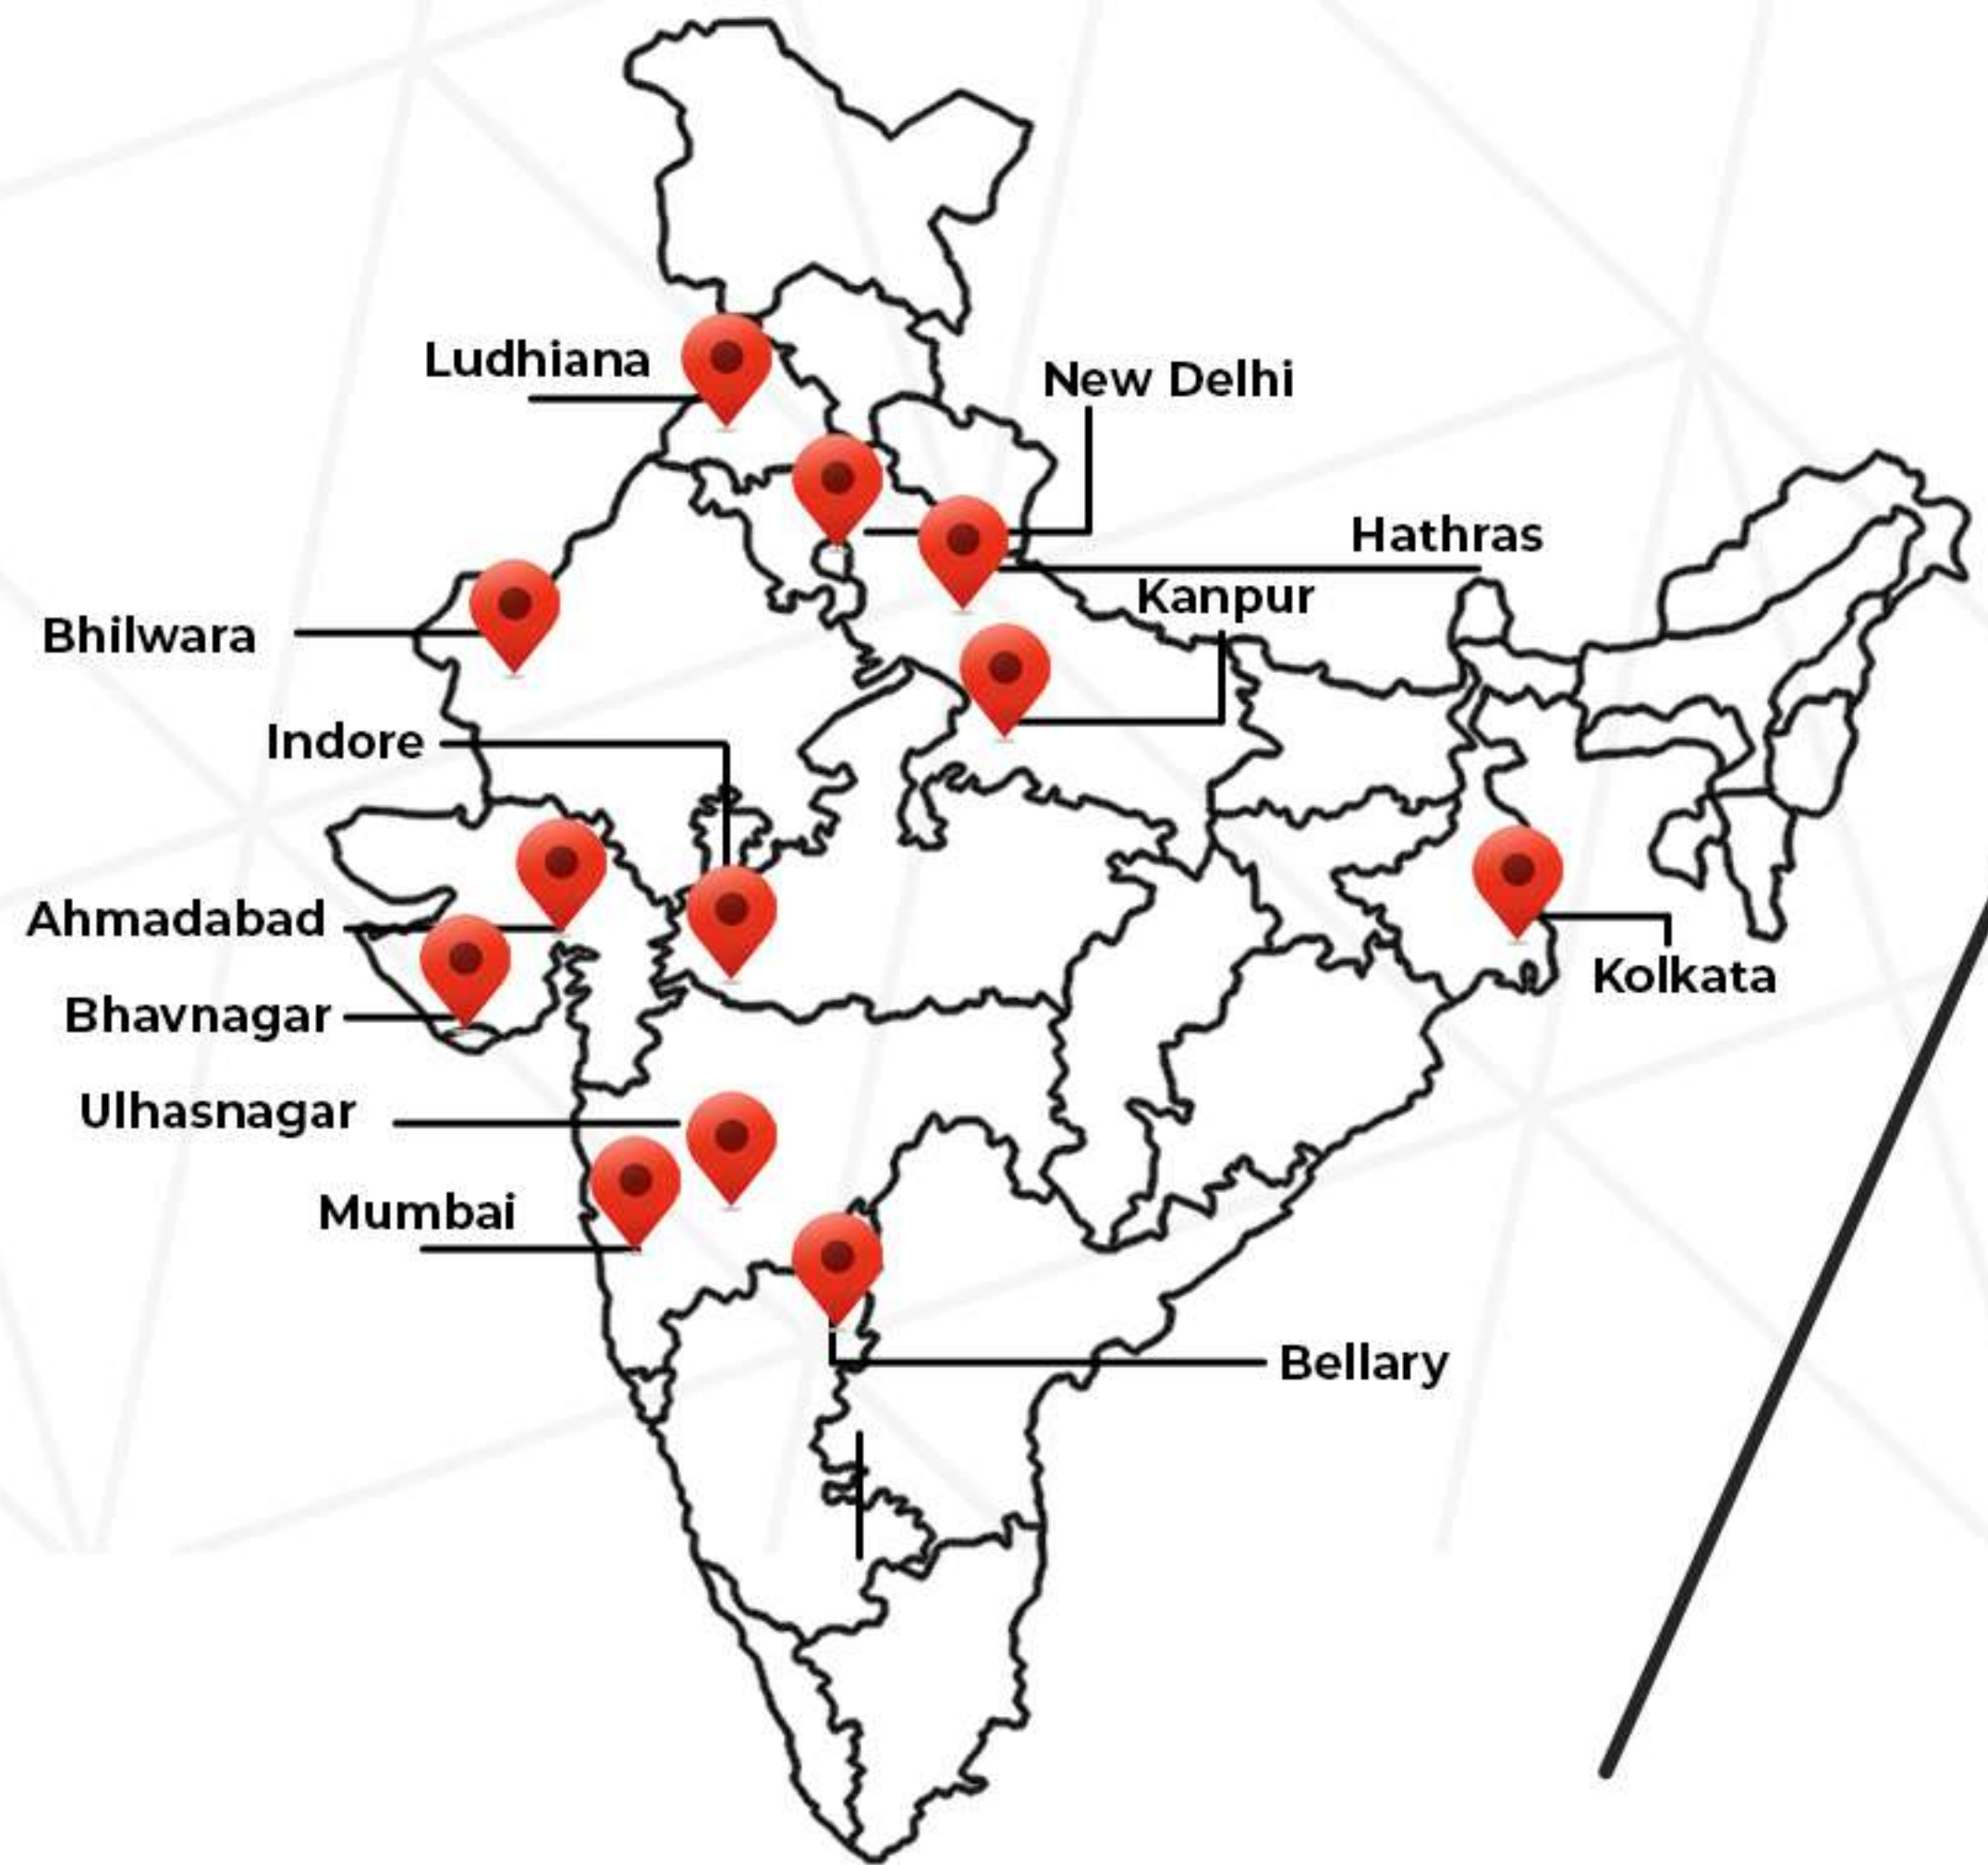 Ludhiana
New Delhi
Hathras
Kanpur
Bhilwara
Indore
Ahmadabad
Kolkata
Bhavnagar
Ulhasnagar
Mumbai
Bellary